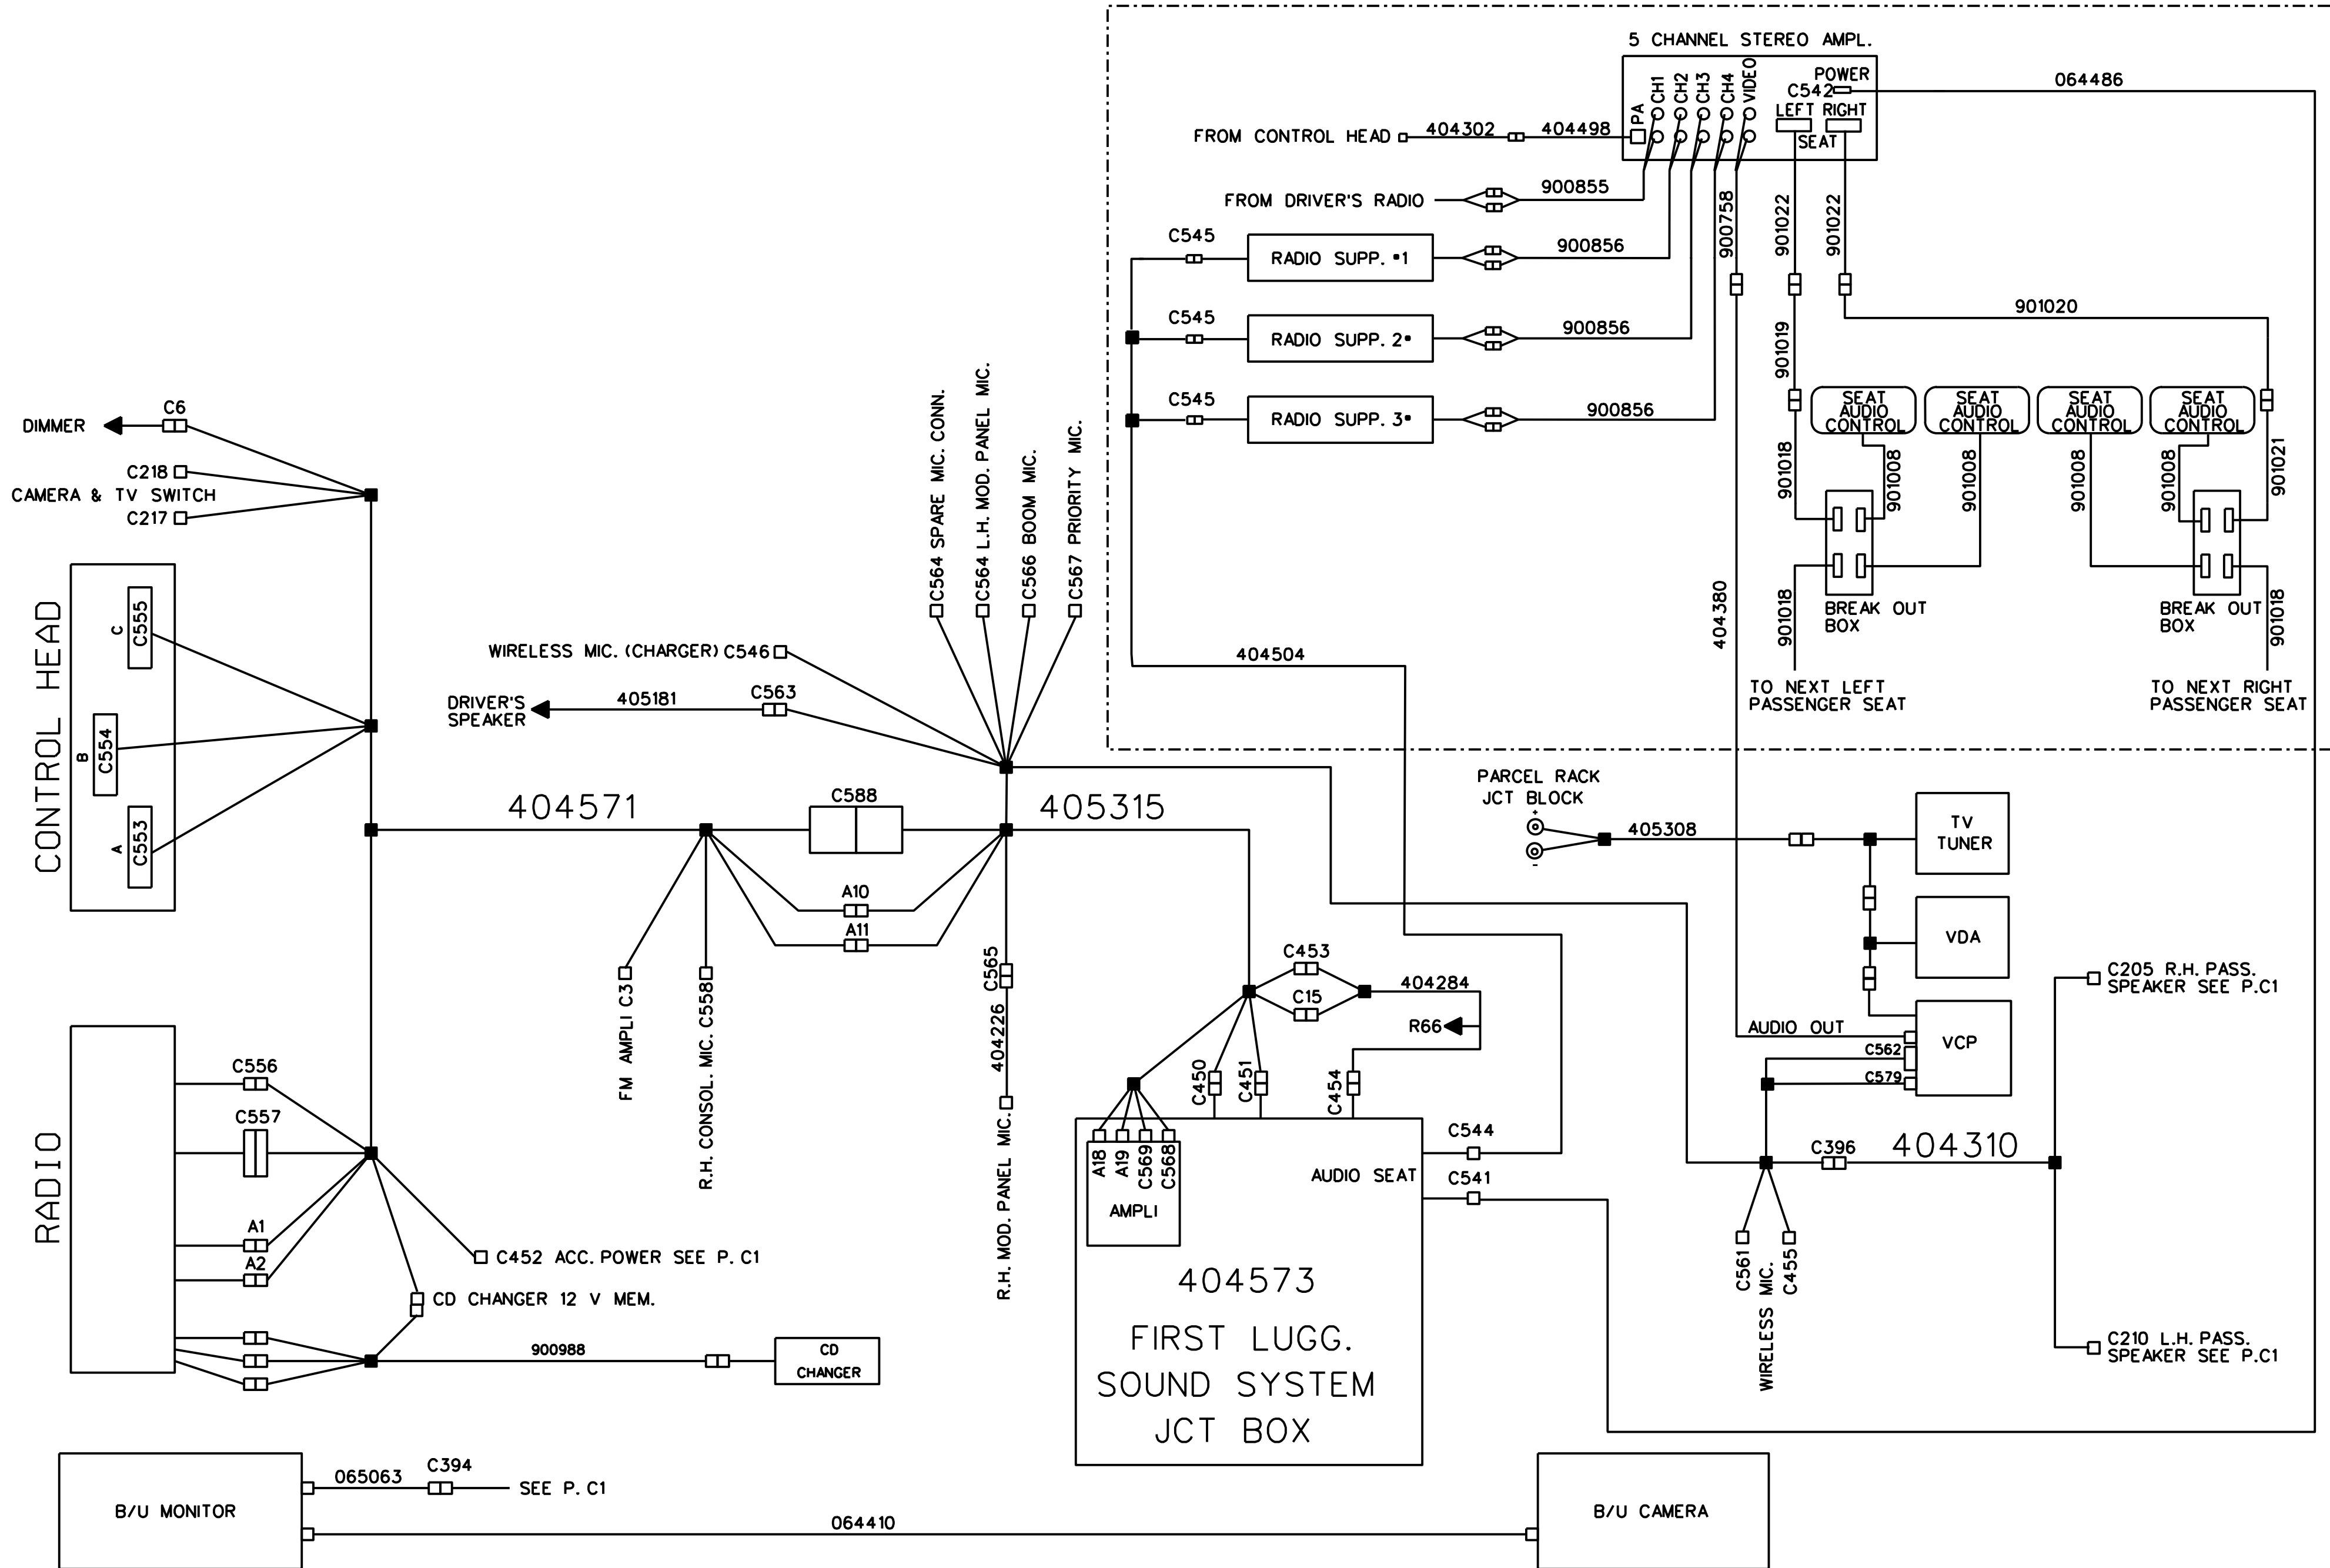 5 CHANNEL STEREO AMPL.
POWER
C542
LEFT RIGHT
SEAT
PA
CH1
CH2
CH3
CH4
VIDEO
064486
FROM CONTROL HEAD
404302
404498
FROM DRIVER'S RADIO
900855
C545
RADIO SUPP. •1
900856
C545
RADIO SUPP. 2•
900856
C545
RADIO SUPP. 3•
900856
900758
901022
901022
901020
901019
SEAT
AUDIO
CONTROL
SEAT
AUDIO
CONTROL
SEAT
AUDIO
CONTROL
SEAT
AUDIO
CONTROL
901018
901008
901008
901008
901008
901021
BREAK OUT
BOX
BREAK OUT
BOX
901018
901018
TO NEXT LEFT
PASSENGER SEAT
TO NEXT RIGHT
PASSENGER SEAT
404380
404504
DIMMER
C6
C218
CAMERA & TV SWITCH
C217
CONTROL HEAD
C
C555
B
C554
A
C553
C564 SPARE MIC. CONN.
C564 L.H. MOD. PANEL MIC.
C566 BOOM MIC.
C567 PRIORITY MIC.
WIRELESS MIC. (CHARGER) C546
DRIVER'S
SPEAKER
405181
C563
404571
C588
405315
A10
A11
FM AMPLI C3
R.H. CONSOL. MIC. C558
C565
404226
R.H. MOD. PANEL MIC.
PARCEL RACK
JCT BLOCK
+
-
405308
TV
TUNER
VDA
VCP
AUDIO OUT
C562
C579
C205 R.H. PASS.
SPEAKER SEE P.C1
C396
404310
C561
WIRELESS MIC.
C455
C210 L.H. PASS.
SPEAKER SEE P.C1
C453
C15
404284
R66
C450
C451
C454
A18
A19
C569
C568
AMPLI
AUDIO SEAT
C544
C541
404573
FIRST LUGG.
SOUND SYSTEM
JCT BOX
RADIO
C556
C557
A1
A2
C452 ACC. POWER SEE P. C1
CD CHANGER 12 V MEM.
900988
CD
CHANGER
B/U MONITOR
065063
C394
SEE P. C1
064410
B/U CAMERA